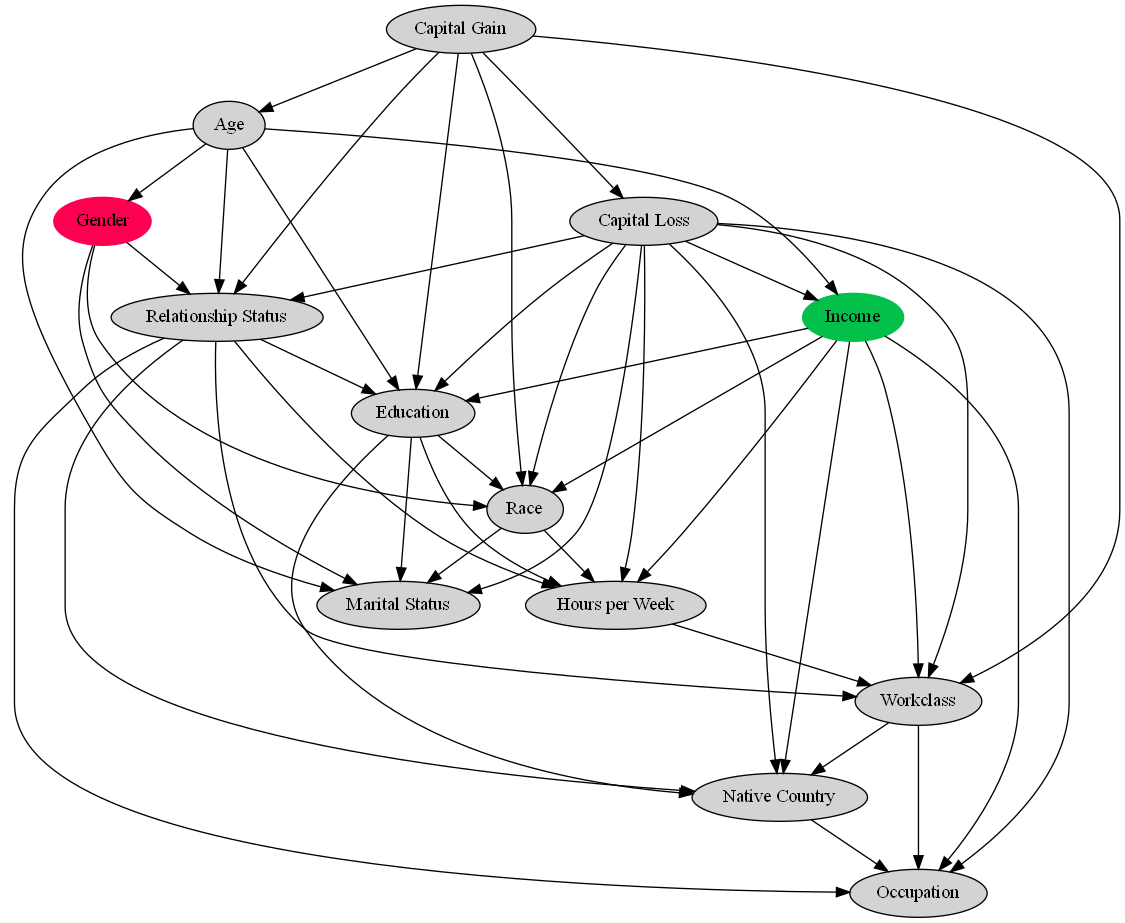 Capital Gain
Age
Gender
Capital Loss
Relationship Status
Income
Education
Race
Marital Status
Hours per Week
Workclass
Native Country
Occupation